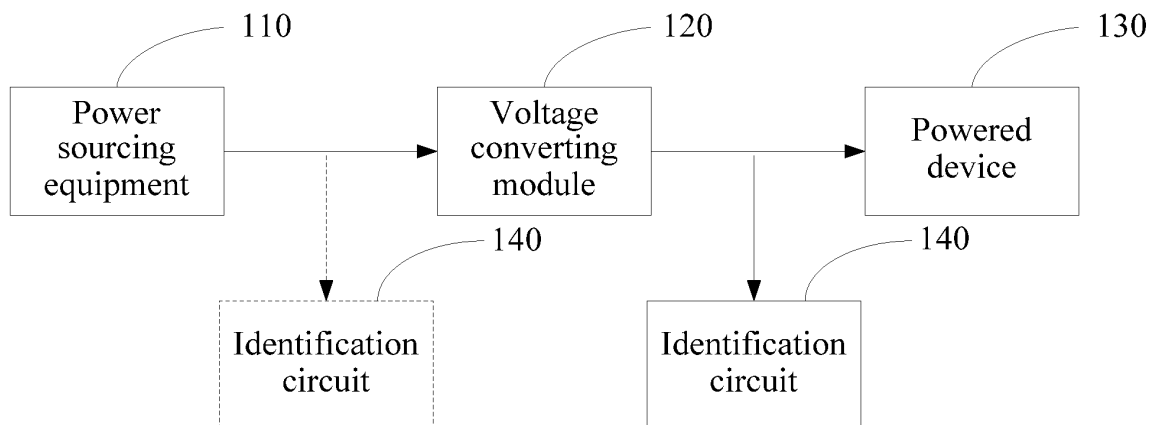 110
120
130
Power
sourcing
equipment
Voltage
converting
module
Powered
device
140
140
Identification
circuit
Identification
circuit